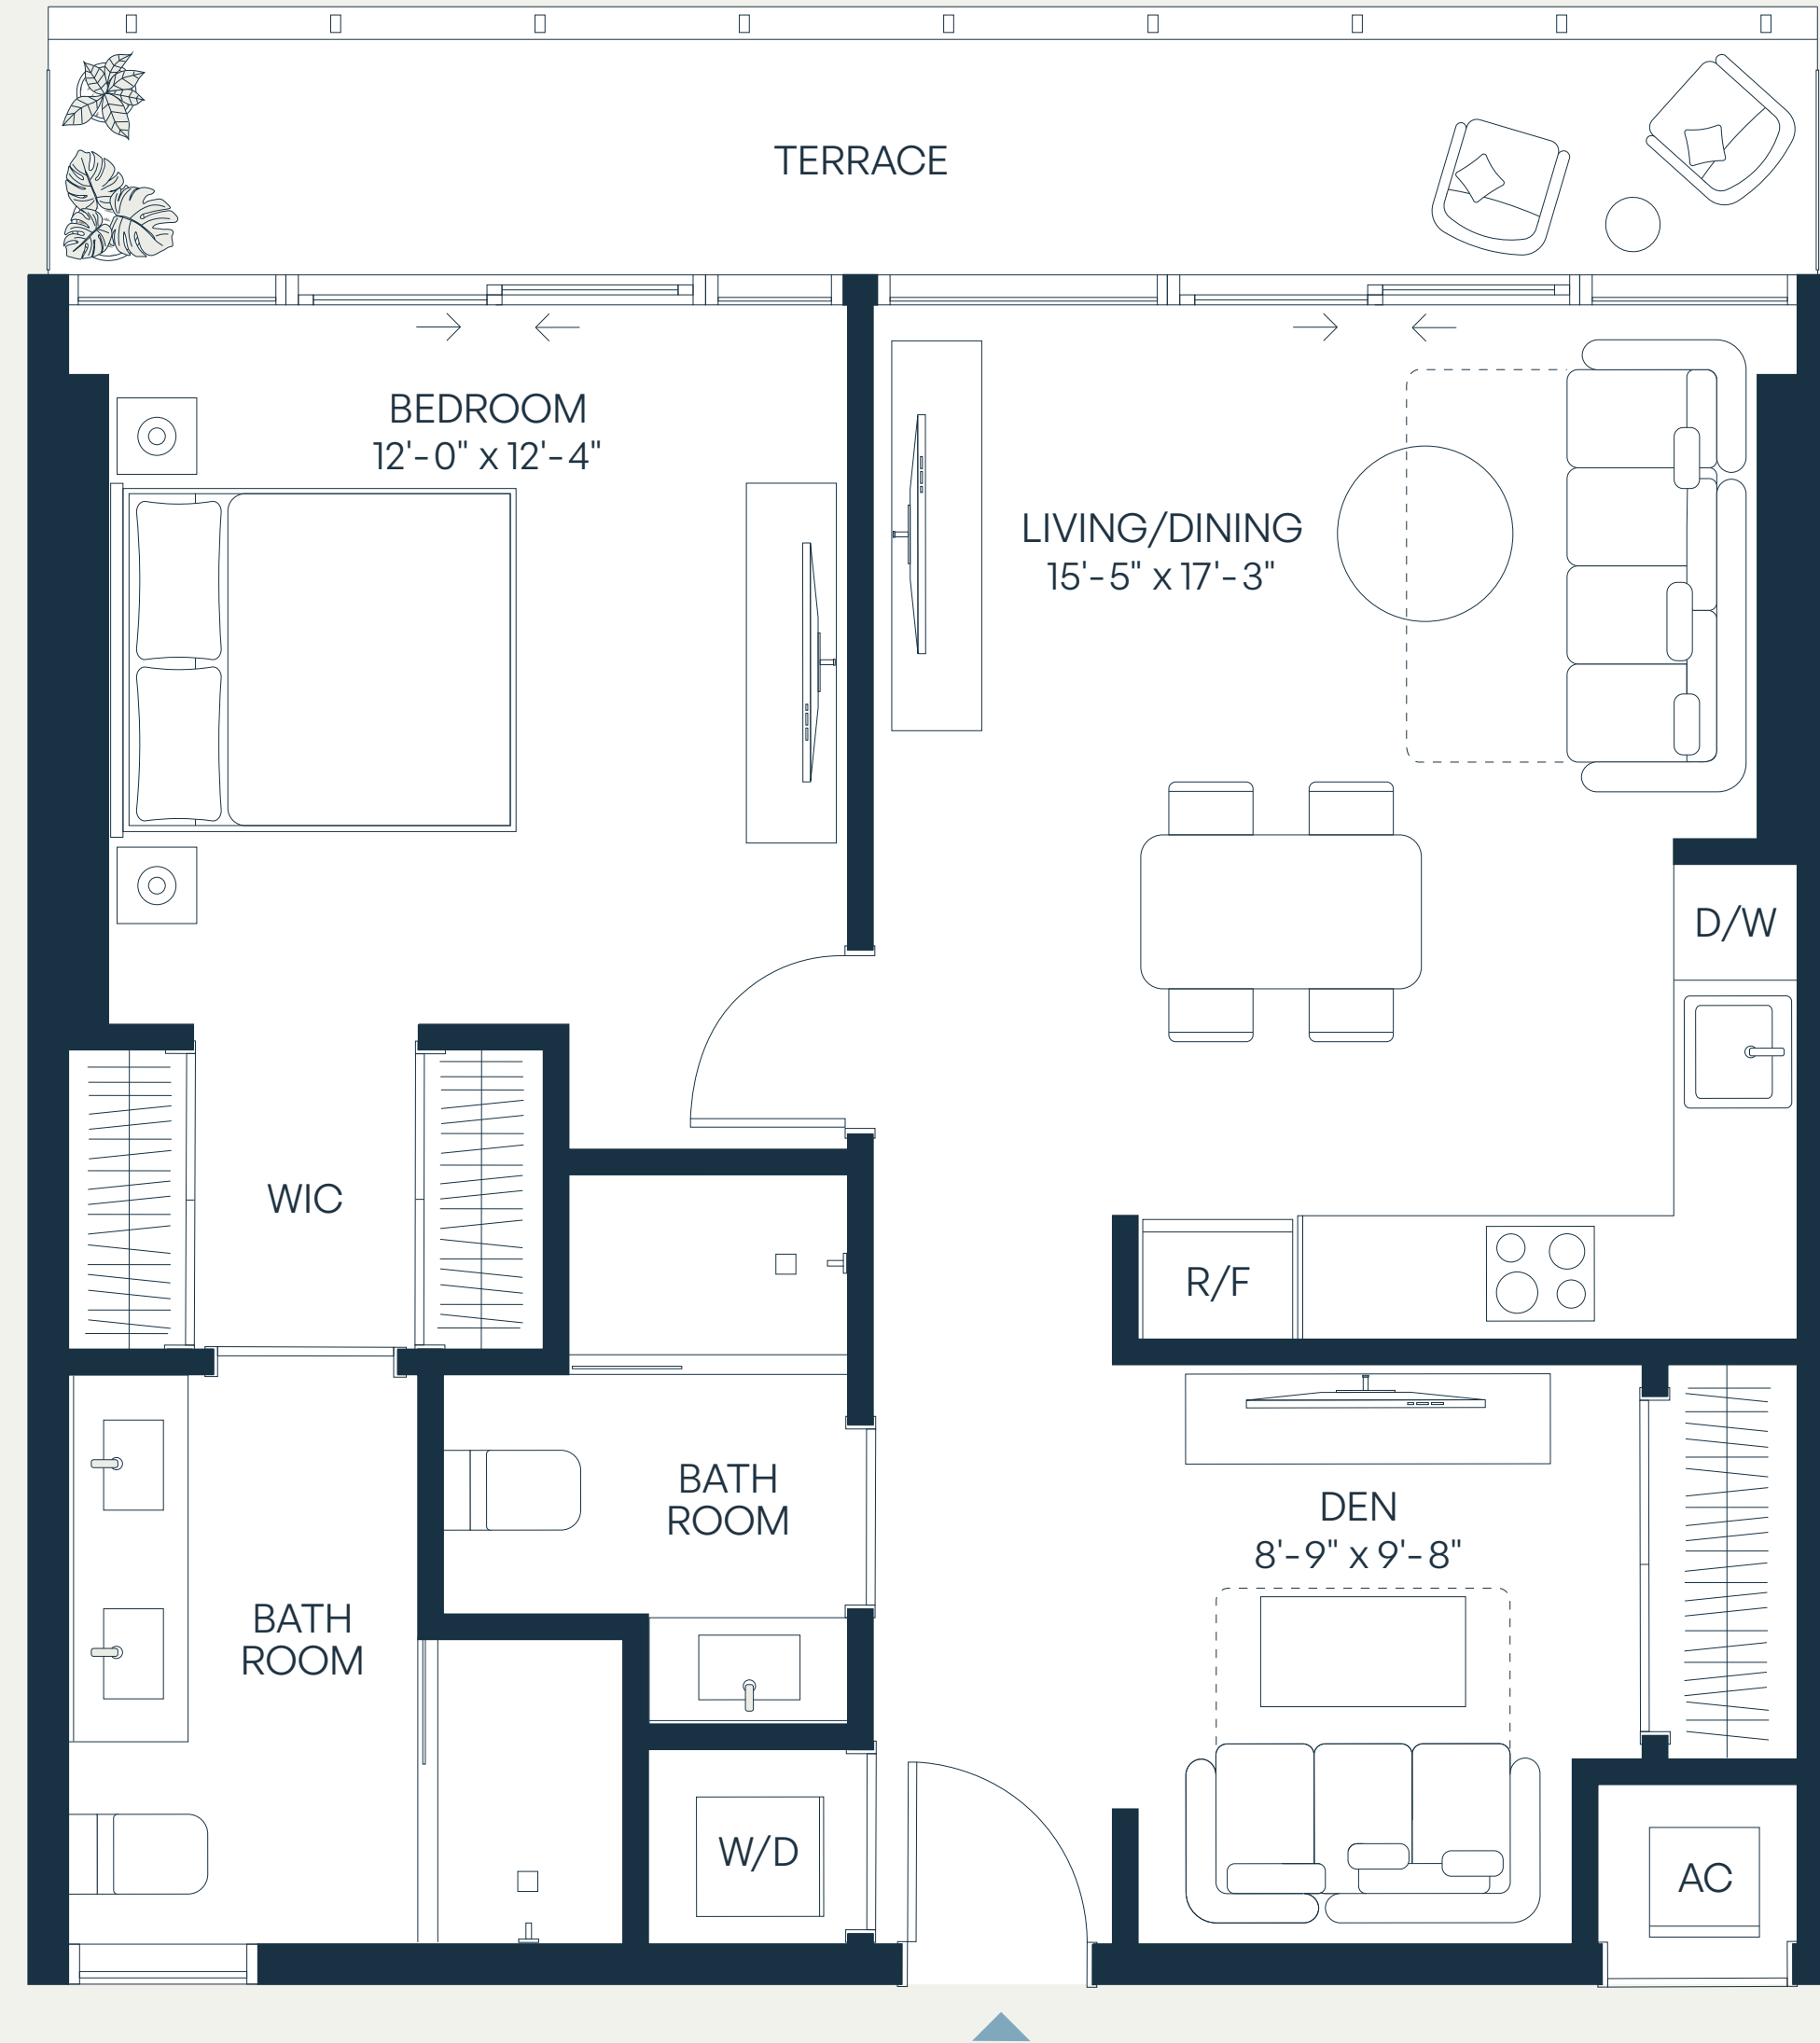 TERRACE
BEDROOM
12'-0" x 12'-4"
LIVING/DINING
15'-5" x 17'-3"
D/W
WIC
R/F
BATH
ROOM
DEN
8'-9" x 9'-8"
BATH
ROOM
W/D
AC